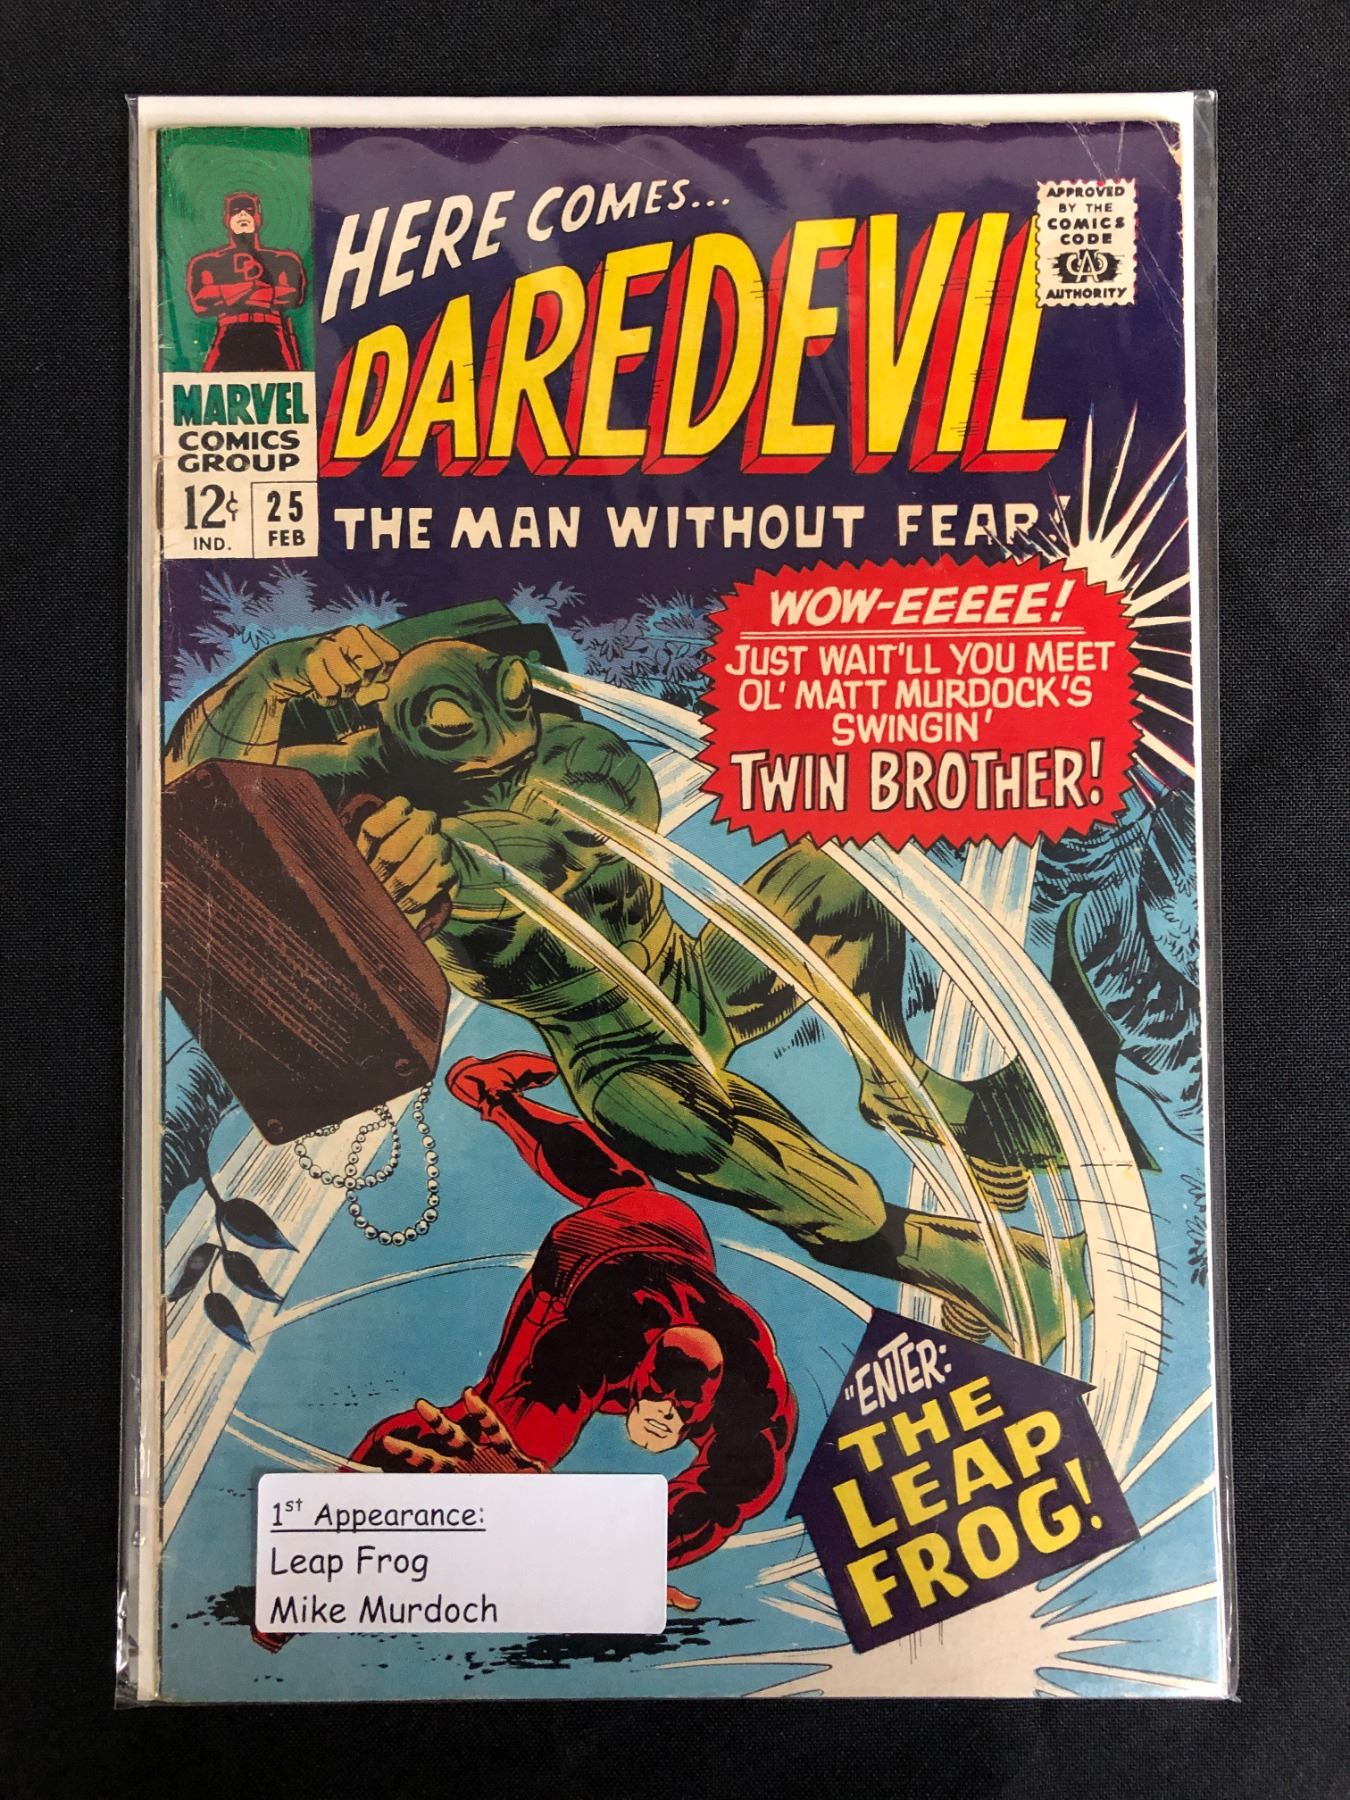 HERE COMES...
DAREDEVIL
THE MAN WITHOUT FEAR!
APPROVED
BY THE
COMICS
CODE
CA
AUTHORITY
DD
MARVEL
COMICS
GROUP
12¢
IND.
25
FEB
WOW-EEEEE!
JUST WAIT'LL YOU MEET
OL' MATT MURDOCK'S
SWINGIN'
TWIN BROTHER!
"ENTER:
THE
LEAP
FROG!
1st Appearance:
Leap Frog
Mike Murdoch